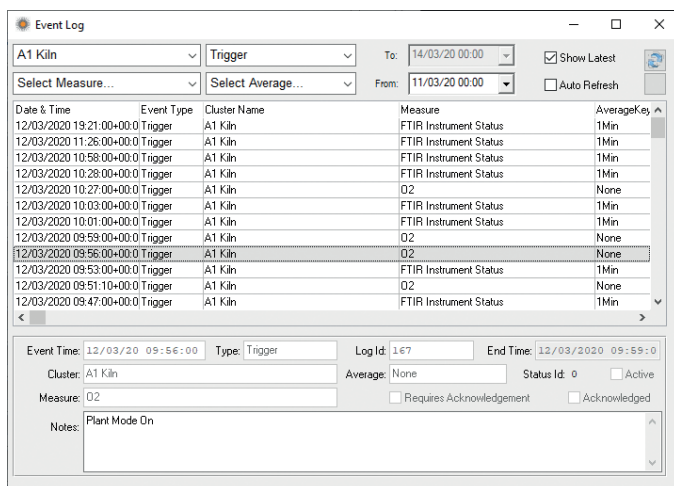 Event Log
A1 Kiln Trigger To: 14/03/20 00:00 Show Latest
Select Measure... Select Average... From: 11/03/20 00:00 Auto Refresh
Date & Time Event Type Cluster Name Measure AverageKey
12/03/2020 19:21:00+00:0 Trigger A1 Kiln FTIR Instrument Status 1Min
12/03/2020 11:26:00+00:0 Trigger A1 Kiln FTIR Instrument Status 1Min
12/03/2020 10:58:00+00:0 Trigger A1 Kiln FTIR Instrument Status 1Min
12/03/2020 10:28:00+00:0 Trigger A1 Kiln FTIR Instrument Status 1Min
12/03/2020 10:27:00+00:0 Trigger A1 Kiln O2 None
12/03/2020 10:03:00+00:0 Trigger A1 Kiln FTIR Instrument Status 1Min
12/03/2020 10:01:00+00:0 Trigger A1 Kiln FTIR Instrument Status 1Min
12/03/2020 09:59:00+00:0 Trigger A1 Kiln O2 None
12/03/2020 09:56:00+00:0 Trigger A1 Kiln O2 None
12/03/2020 09:53:00+00:0 Trigger A1 Kiln FTIR Instrument Status 1Min
12/03/2020 09:51:10+00:0 Trigger A1 Kiln O2 None
12/03/2020 09:47:00+00:0 Trigger A1 Kiln FTIR Instrument Status 1Min
Event Time: 12/03/20 09:56:00 Type: Trigger Log Id: 167 End Time: 12/03/2020 09:59:0
Cluster: A1 Kiln Average: None Status Id: 0 Active
Measure: O2 Requires Acknowledgement Acknowledged
Notes: Plant Mode On